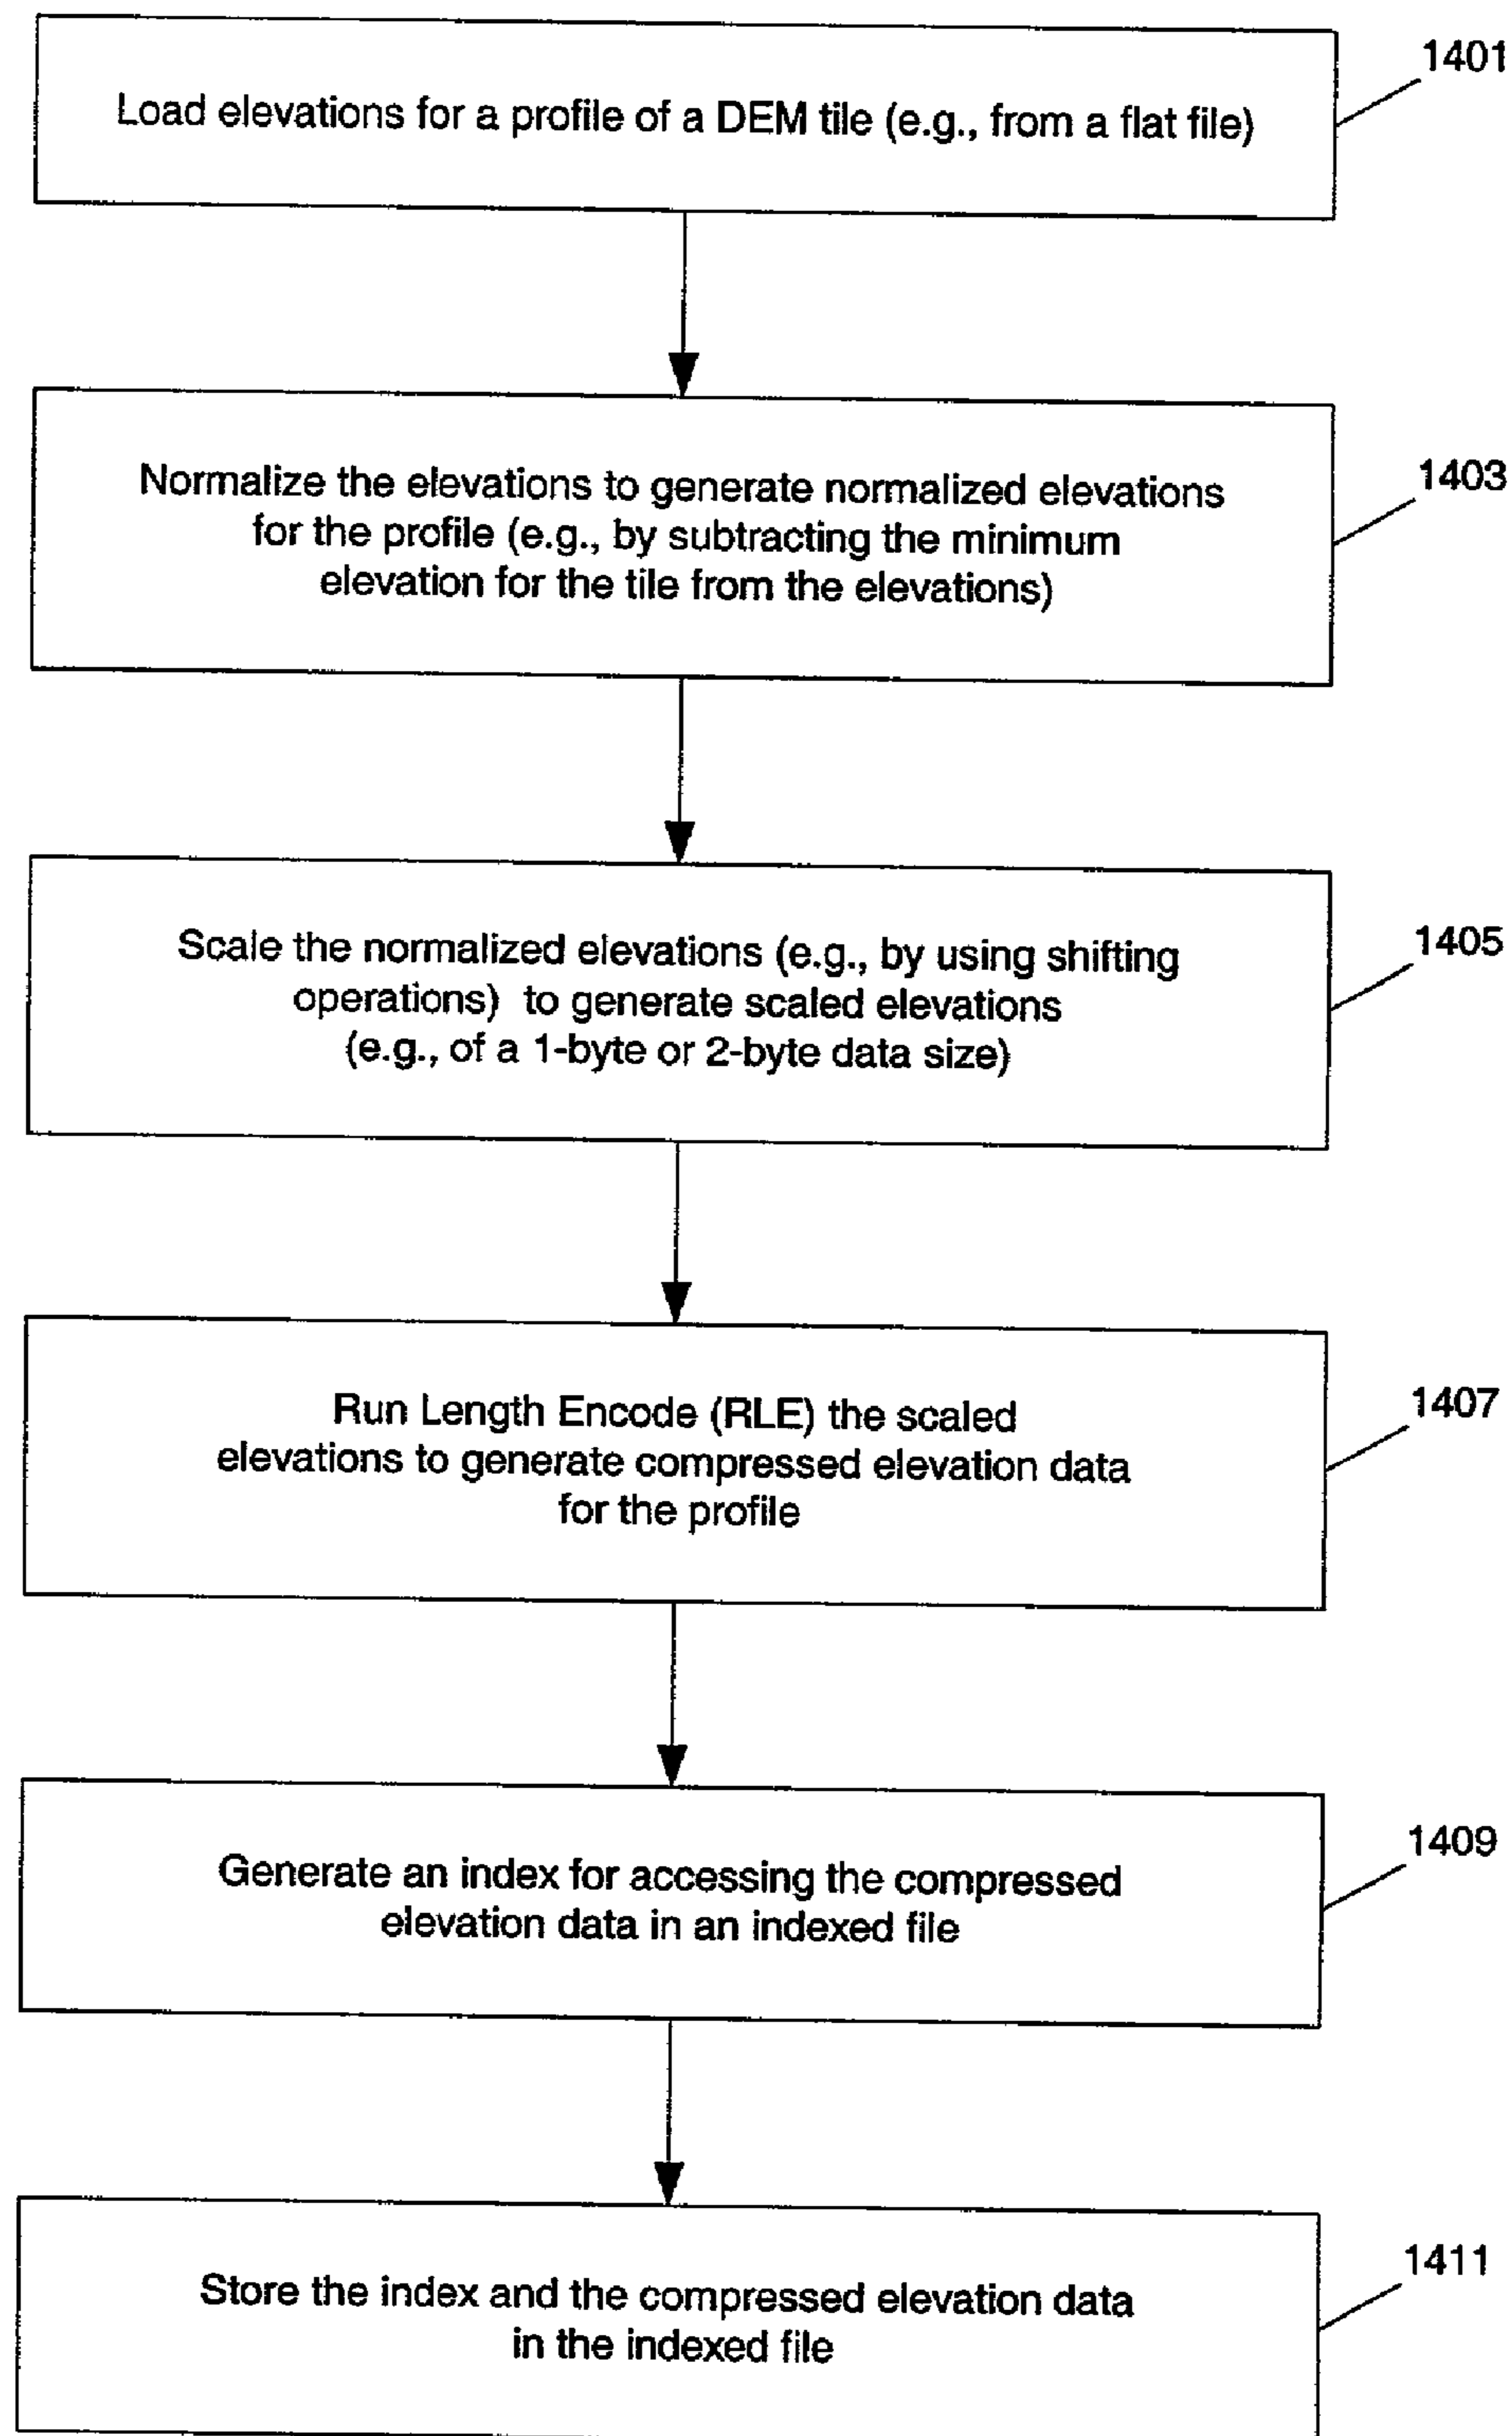 1401
Load elevations for a profile of a DEM tile (e.g., from a flat file)
1403
Normalize the elevations to generate normalized elevations
for the profile (e.g., by subtracting the minimum
elevation for the tile from the elevations)
1405
Scale the normalized elevations (e.g., by using shifting
operations) to generate scaled elevations
(e.g., of a 1-byte or 2-byte data size)
1407
Run Length Encode (RLE) the scaled
elevations to generate compressed elevation data
for the profile
1409
Generate an index for accessing the compressed
elevation data in an indexed file
1411
Store the index and the compressed elevation data
in the indexed file